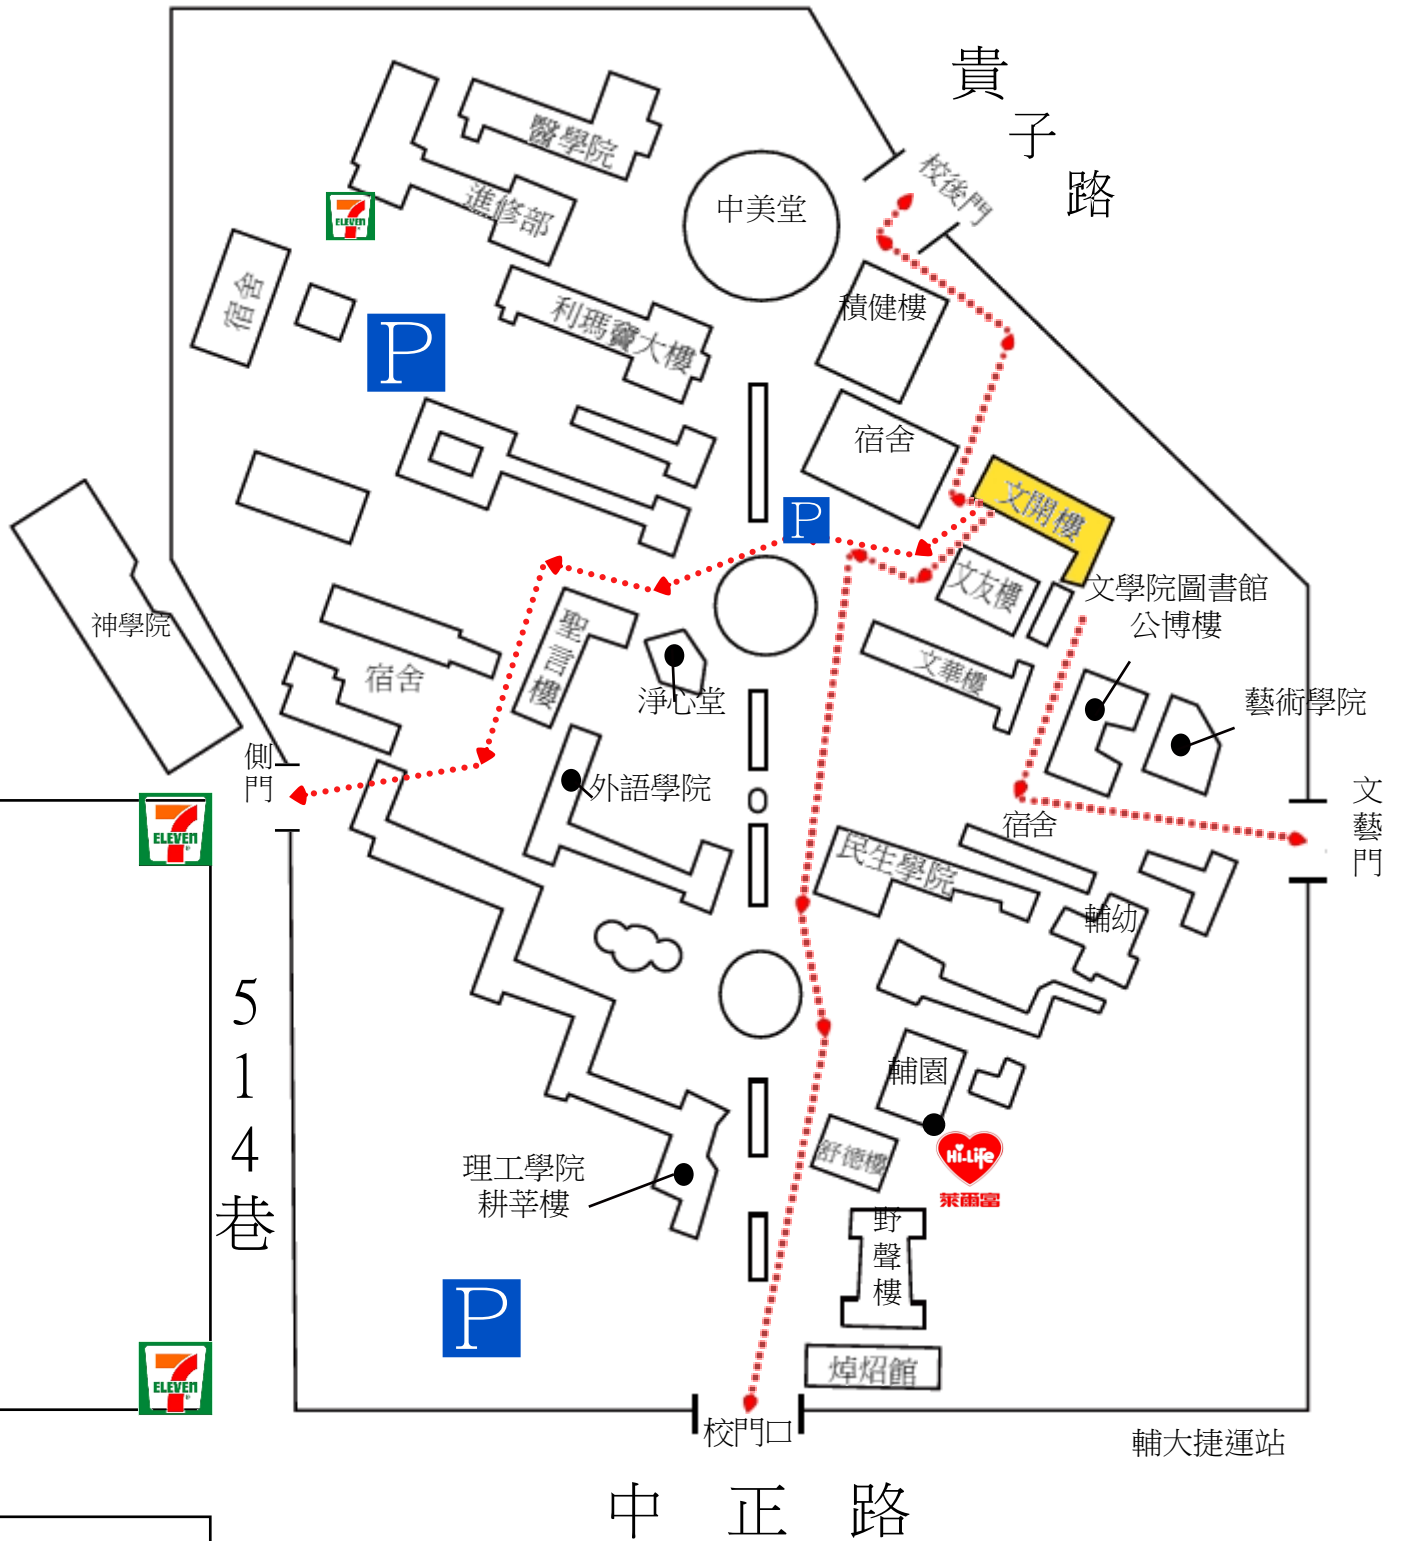 貴子路
校後門
醫學院
進修部
中美堂
7
ELEVEN
宿舍
積健樓
利瑪竇大樓
P
宿舍
文開樓
P
文友樓
文學院圖書館
公博樓
神學院
聖言樓
宿舍
淨心堂
文華樓
藝術學院
側門
外語學院
文藝門
7
ELEVEN
宿舍
民生學院
輔幼
514巷
輔園
舒德樓
Hi-Life
萊爾富
理工學院
耕莘樓
野聲樓
P
焯炤館
7
ELEVEN
校門口
輔大捷運站
中正路